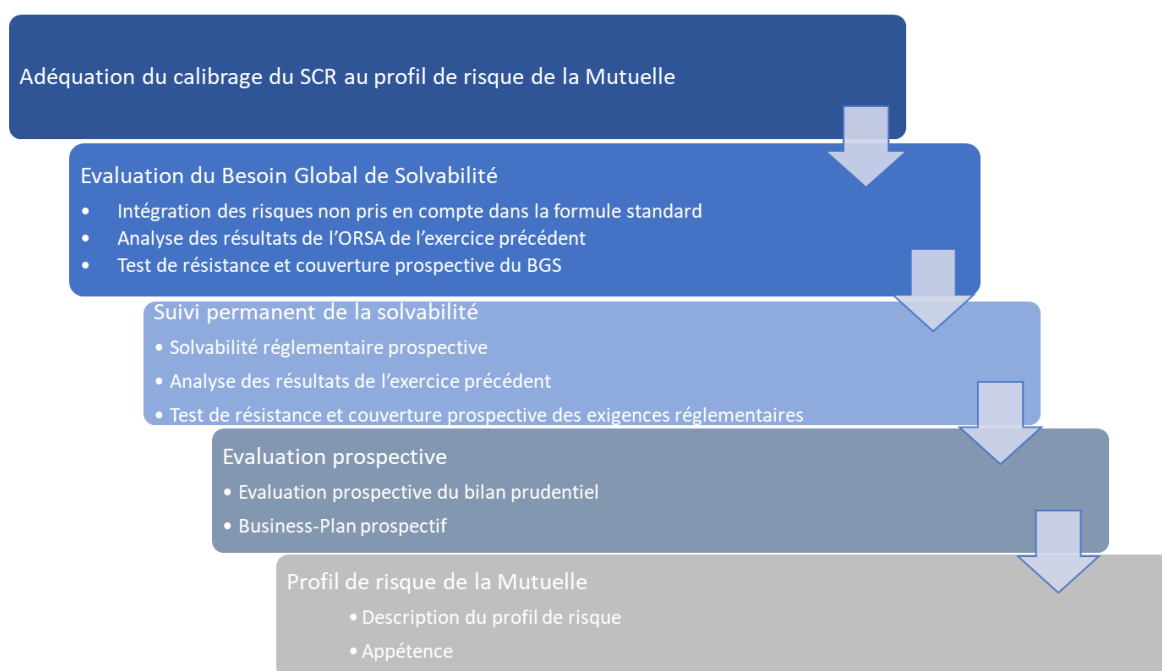 Adéquation du calibrage du SCR au profil de risque de la Mutuelle
Evaluation du Besoin Global de Solvabilité
• Intégration des risques non pris en compte dans la formule standard
• Analyse des résultats de l'ORSA de l'exercice précédent
• Test de résistance et couverture prospective du BGS
Suivi permanent de la solvabilité
• Solvabilité réglementaire prospective
• Analyse des résultats de l'exercice précédent
• Test de résistance et couverture prospective des exigences réglementaires
Evaluation prospective
• Evaluation prospective du bilan prudentiel
• Business-Plan prospectif
Profil de risque de la Mutuelle
• Description du profil de risque
• Appétence